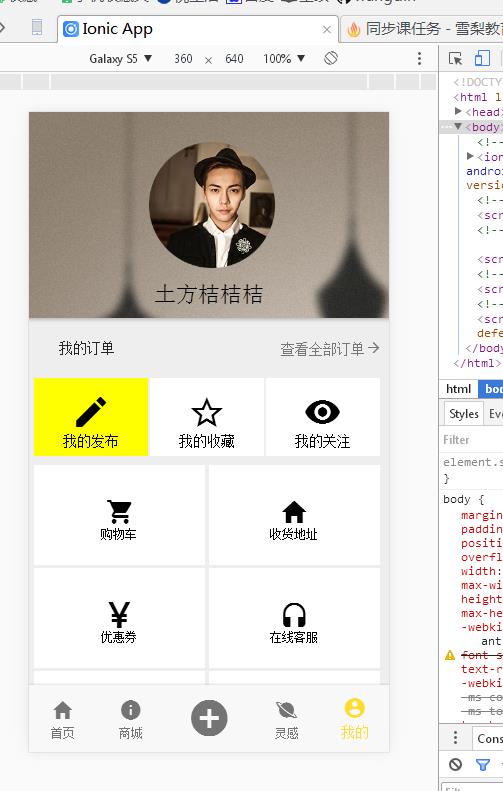 Ionic App
×
同步课任务 - 雪梨教育
Galaxy S5 ▼ 360 × 640 100% ▼
<!DOCTY
<html l
▶<head>
···▼<body>
<!--
▶<ion
androi
versio
<!--
<scr
<!--
<scr
<!--
<scr
<!--
<scr
defe
</body
</html>
土方桔桔桔
我的订单
查看全部订单
我的发布
我的收藏
我的关注
购物车
收货地址
优惠券
在线客服
首页
商城
灵感
我的
html
bod
Styles
Eve
Filter
element.s
}
body {
margin
paddin
positi
overfl
width:
max-wi
height
max-he
-webki
ant
font-s
text-r
-webki
-ms-co
-ms-to
Cons